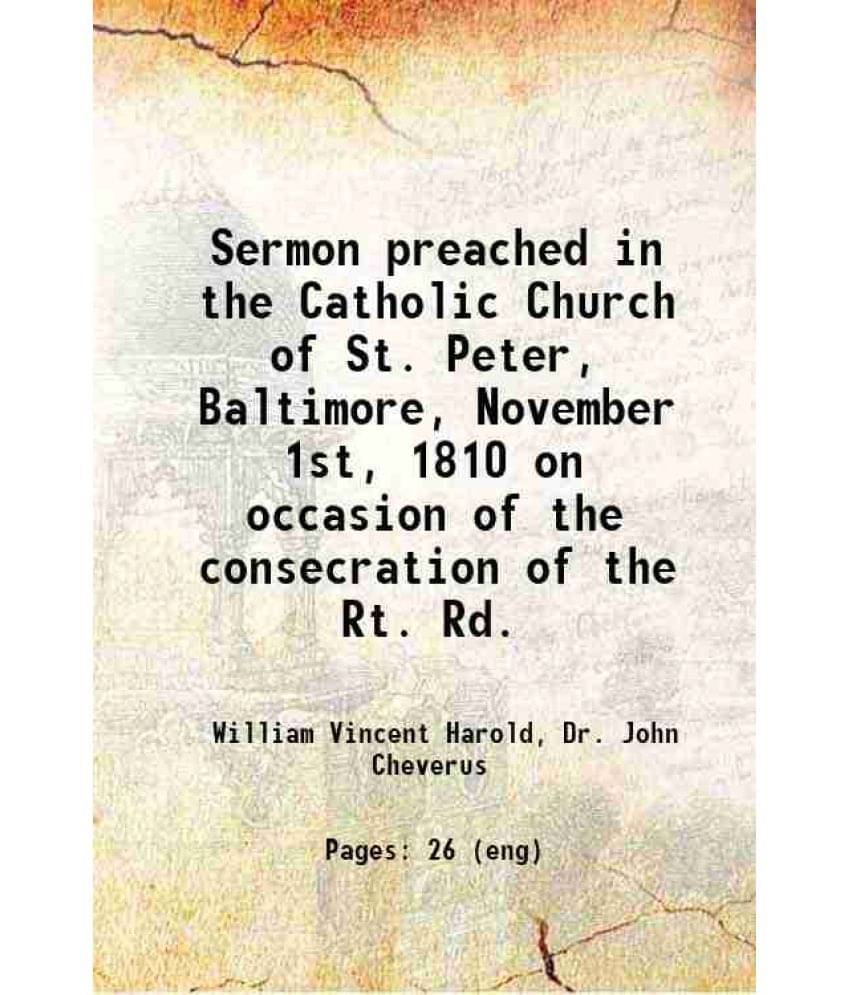 Sermon preached in
the Catholic Church
of St. Peter,
Baltimore, November
1st, 1810 on
occasion of the
consecration of the
Rt. Rd.
William Vincent Harold, Dr. John
Cheverus
Pages: 26 (eng)